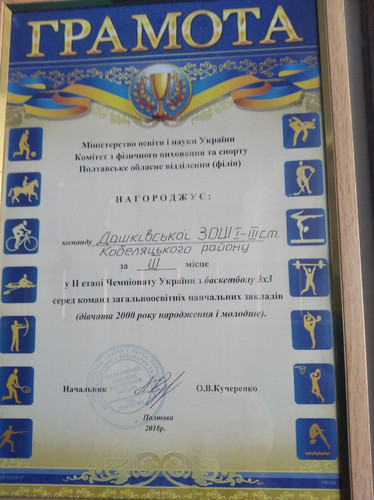 ГРАМОТА
Міністерство освіти і науки України
Комітет з фізичного виховання та спорту
Полтавське обласне відділення (філія)
НАГОРОДЖУЄ:
команду Дашківської ЗОШ І-ІІІ ст.
Кобеляцького району
за ІІІ місце
у ІІ етапі Чемпіонату України з баскетболу 3х3
серед команд загальноосвітніх навчальних закладів
(дівчата 2000 року народження і молодше).
Начальник О.В.Кучеренко
Полтава
2018р.